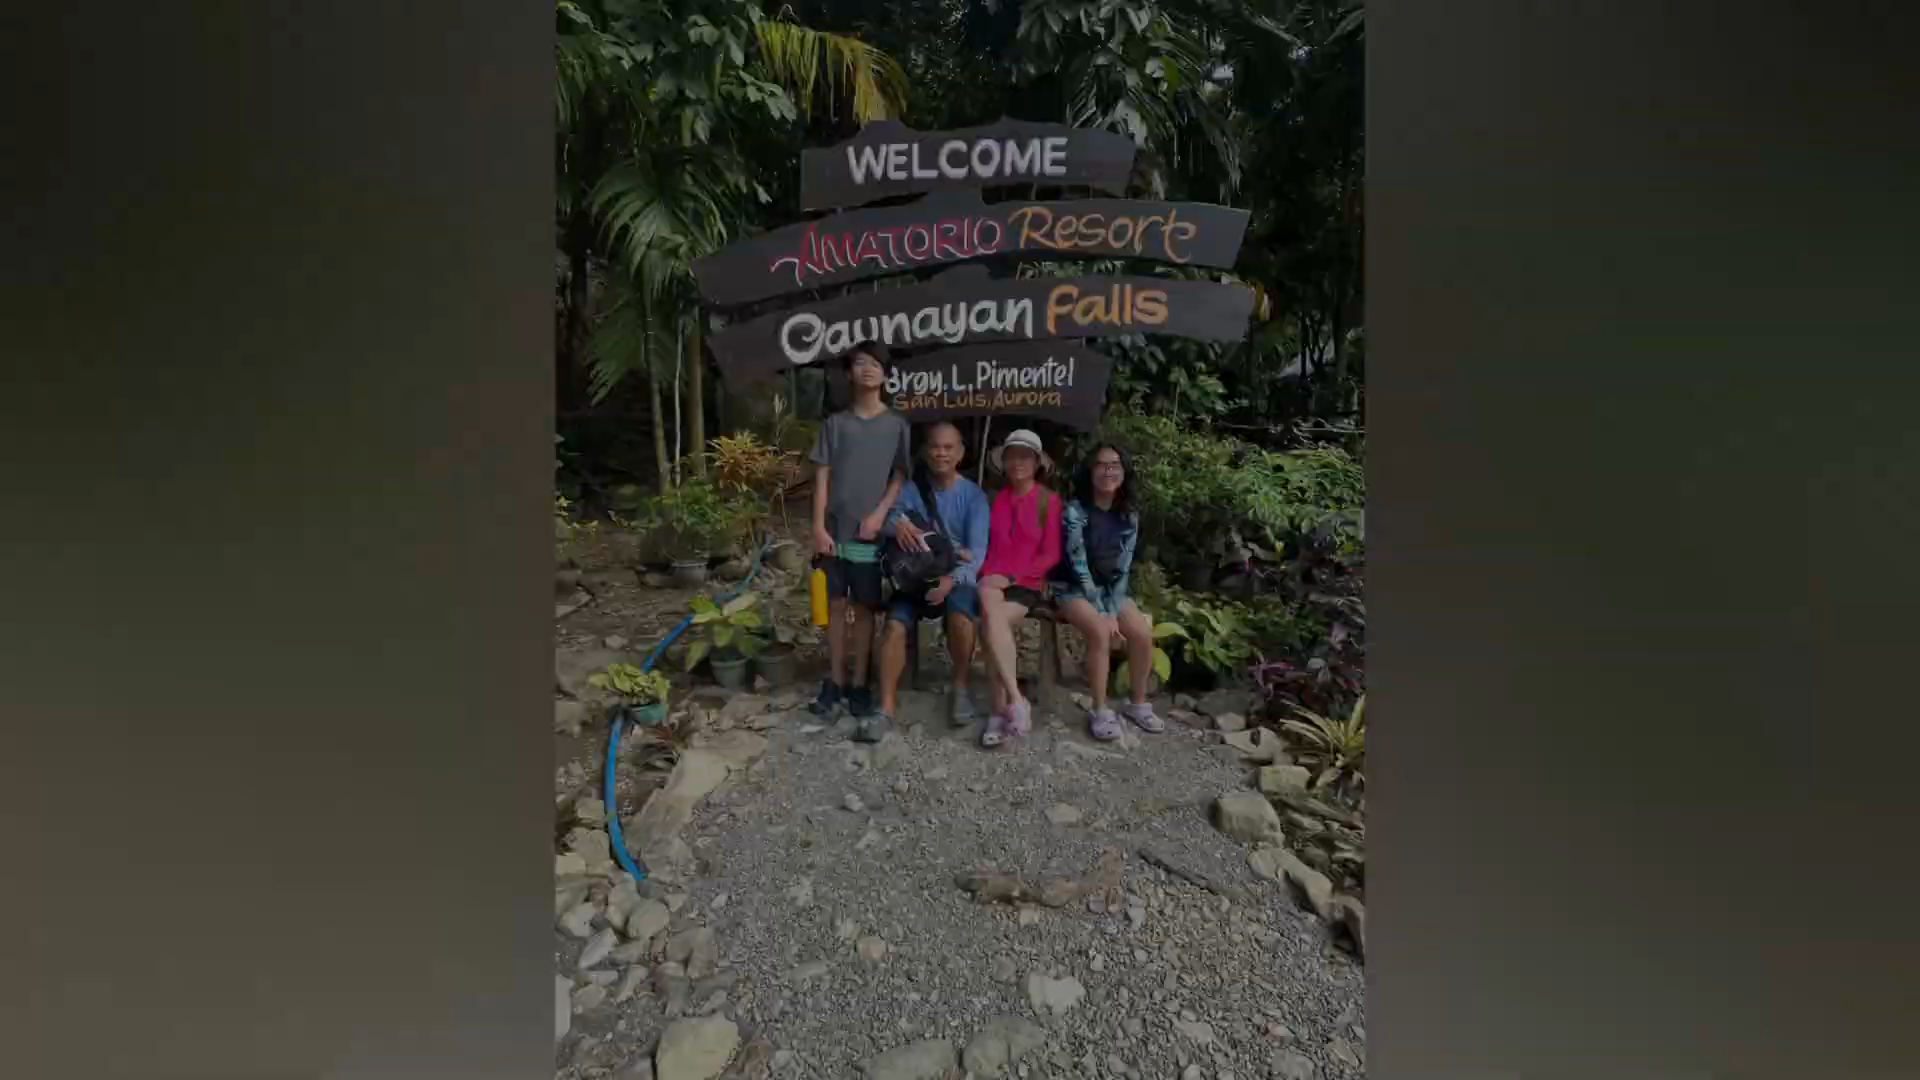 WELCOME
AMATORIO Resort
Caunayan Falls
Brgy. L. Pimentel
San Luis, Aurora